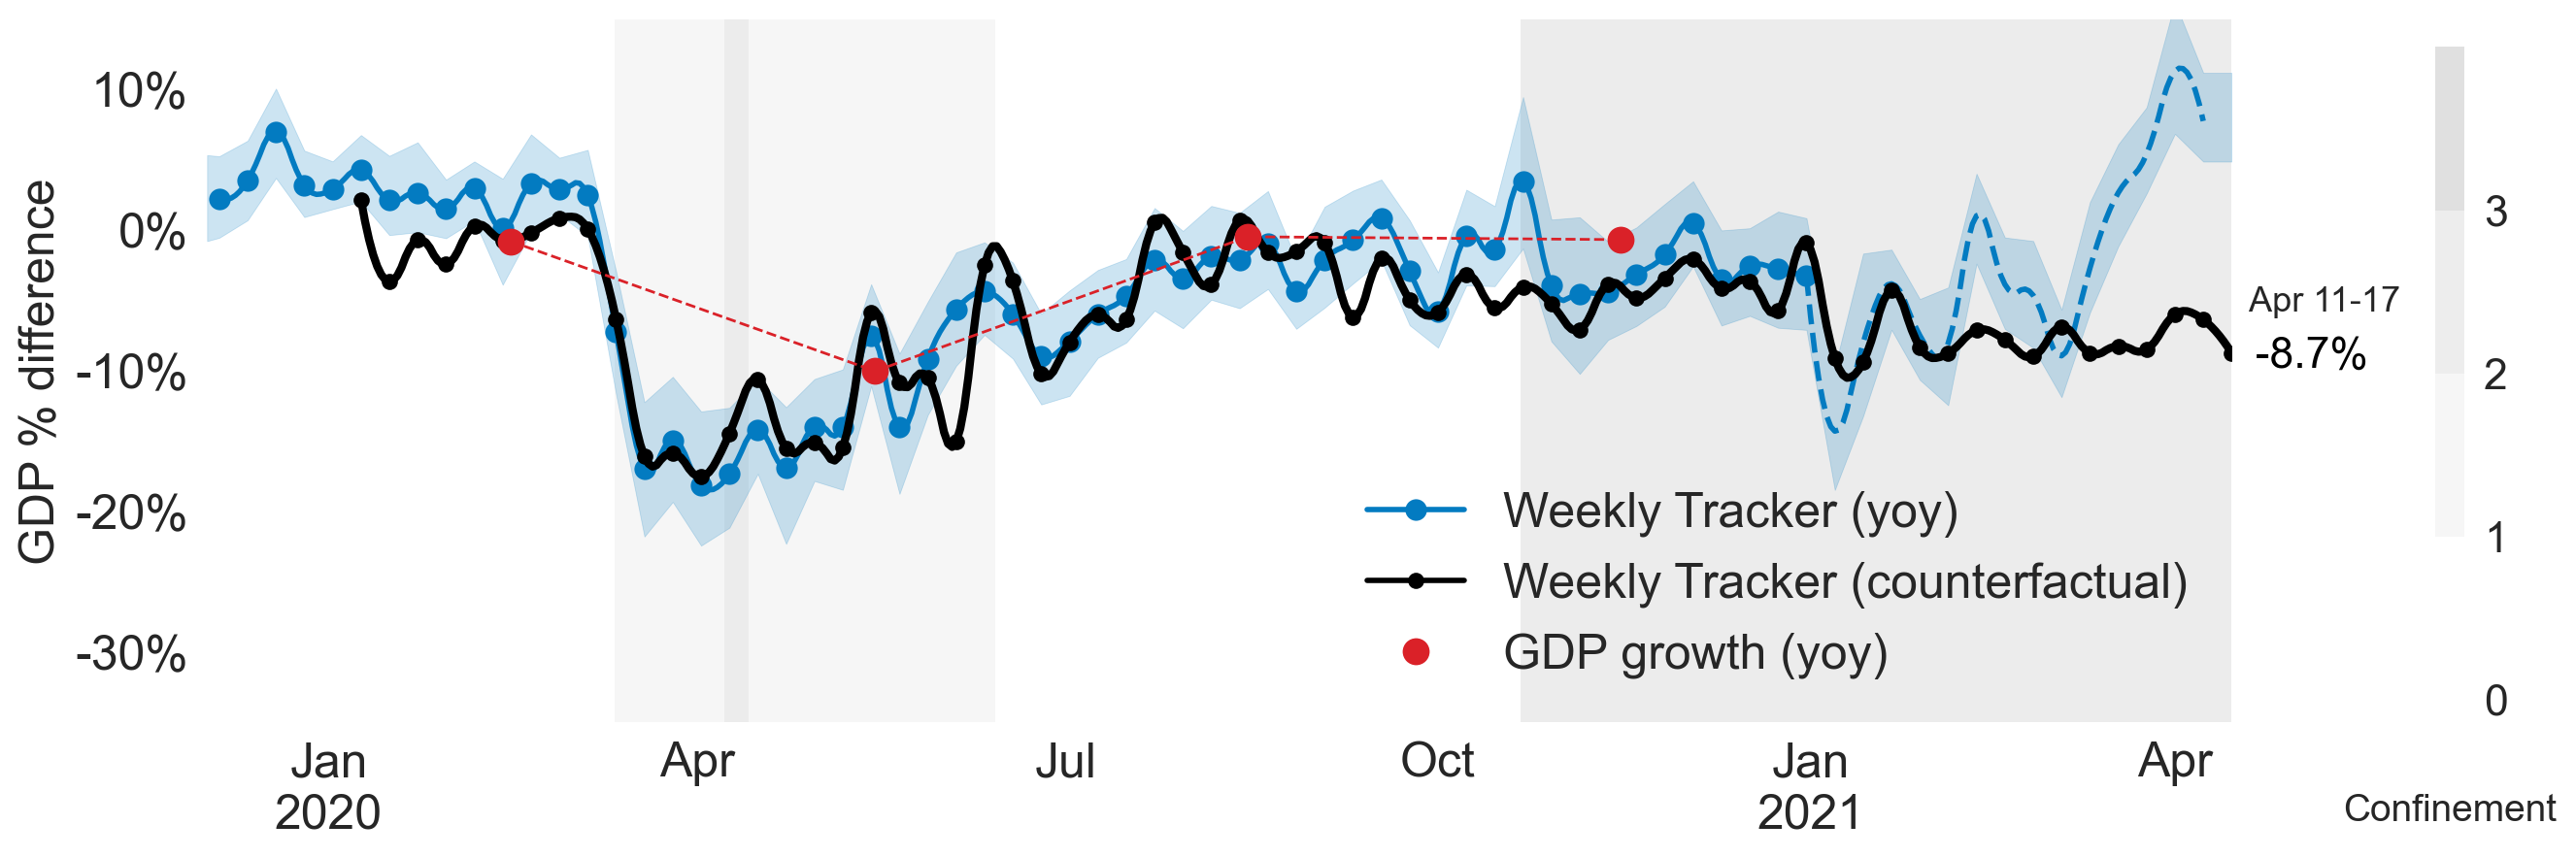 GDP % difference
10%
0%
-10%
-20%
-30%
Jan
2020
Apr
Jul
Oct
Jan
2021
Apr
Weekly Tracker (yoy)
Weekly Tracker (counterfactual)
GDP growth (yoy)
Apr 11-17
-8.7%
3
2
1
0
Confinement